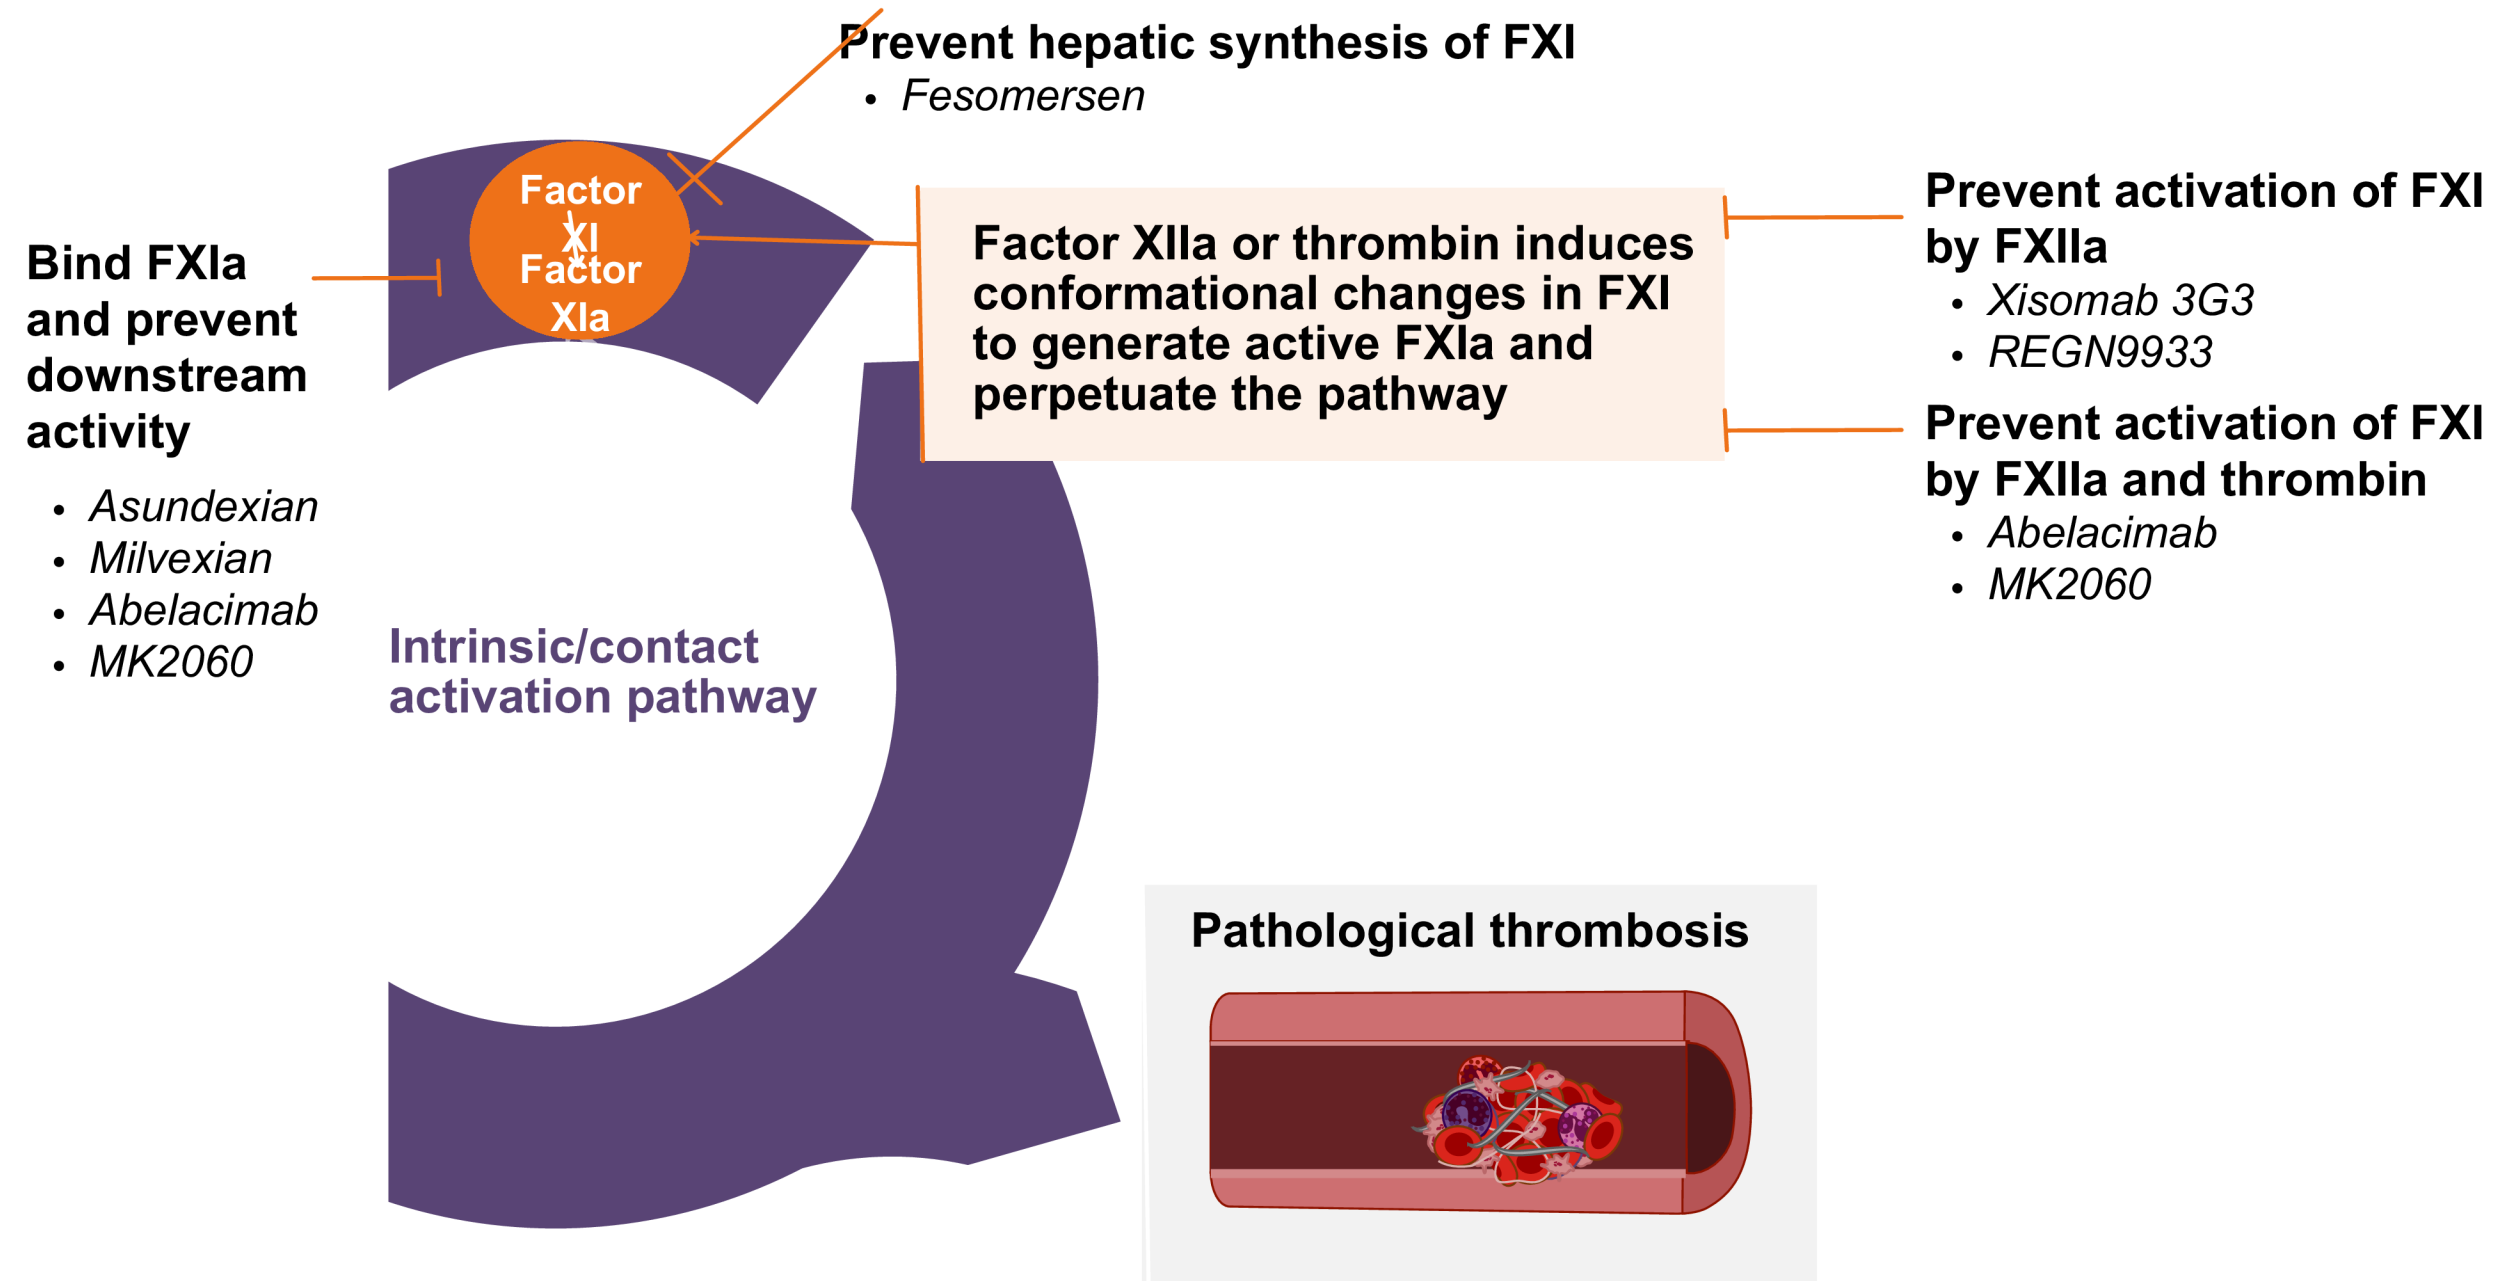 Prevent hepatic synthesis of FXI
• Fesomersen
Factor
XI
Factor
XIa
Bind FXIa
and prevent
downstream
activity
• Asundexian
• Milvexian
• Abelacimab
• MK2060
Factor XIIa or thrombin induces
conformational changes in FXI
to generate active FXIa and
perpetuate the pathway
Prevent activation of FXI
by FXIIa
• Xisomab 3G3
• REGN9933
Prevent activation of FXI
by FXIIa and thrombin
• Abelacimab
• MK2060
Intrinsic/contact
activation pathway
Pathological thrombosis